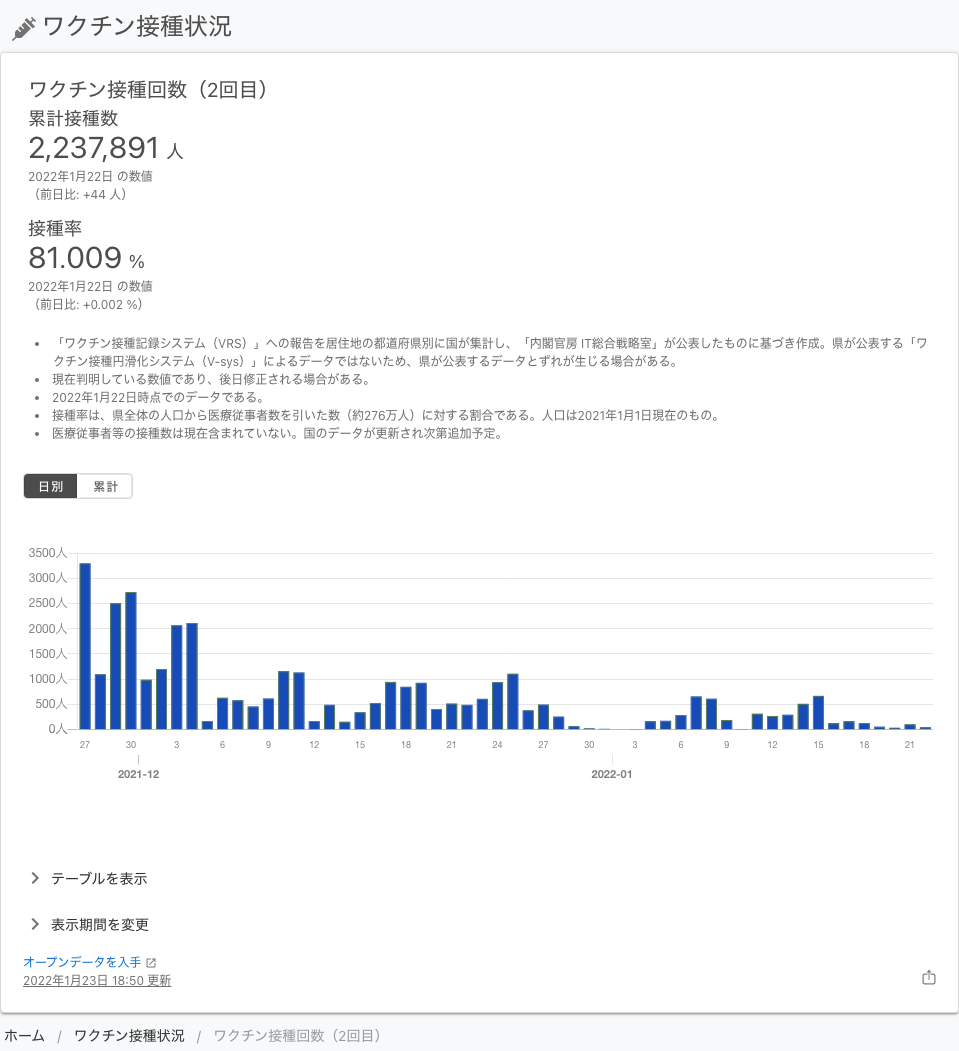 ワクチン接種状況
ワクチン接種回数（2回目）
累計接種数
2,237,891 人
2022年1月22日 の数値
（前日比: +44 人）
接種率
81.009 %
2022年1月22日 の数値
（前日比: +0.002 %）
• 「ワクチン接種記録システム（VRS）」への報告を居住地の都道府県別に国が集計し、「内閣官房 IT総合戦略室」が公表したものに基づき作成。県が公表する「ワ
クチン接種円滑化システム（V-sys）」によるデータではないため、県が公表するデータとずれが生じる場合がある。
• 現在判明している数値であり、後日修正される場合がある。
• 2022年1月22日時点でのデータである。
• 接種率は、県全体の人口から医療従事者数を引いた数（約276万人）に対する割合である。人口は2021年1月1日現在のもの。
• 医療従事者等の接種数は現在含まれていない。国のデータが更新され次第追加予定。
日別 累計
3500人
3000人
2500人
2000人
1500人
1000人
500人
0人
27 30 3 6 9 12 15 18 21 24 27 30 3 6 9 12 15 18 21
2021-12 2022-01
テーブルを表示
表示期間を変更
オープンデータを入手
2022年1月23日 18:50 更新
ホーム / ワクチン接種状況 / ワクチン接種回数（2回目）